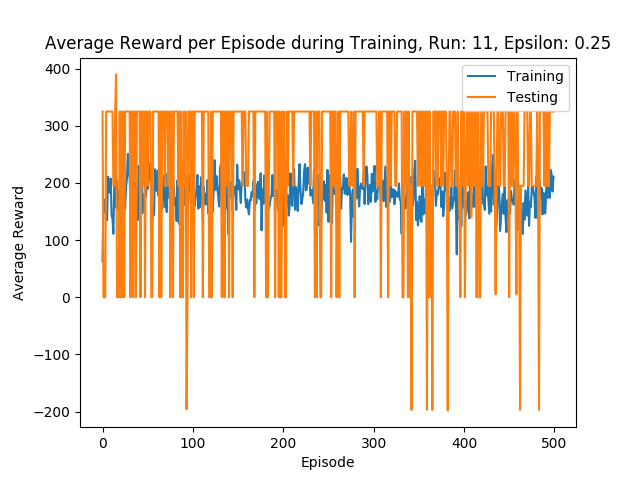 Average Reward per Episode during Training, Run: 11, Epsilon: 0.25
Training
Testing
Average Reward
400
300
200
100
0
−100
−200
0 100 200 300 400 500
Episode